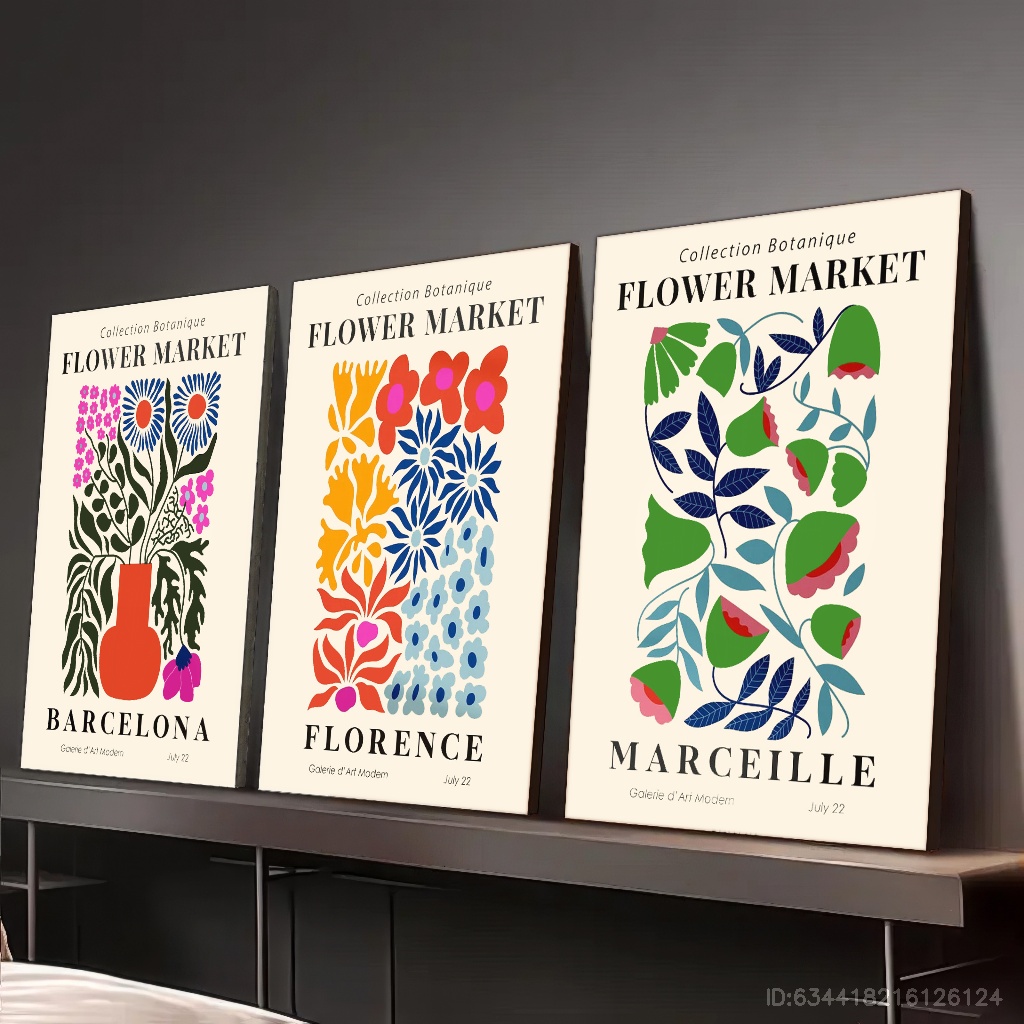 Collection Botanique
FLOWER MARKET
BARCELONA
Galerie d'Art Modern
July 22
Collection Botanique
FLOWER MARKET
FLORENCE
Galerie d'Art Modern
July 22
Collection Botanique
FLOWER MARKET
MARCEILLE
Galerie d'Art Modern
July 22
ID:634418216126124